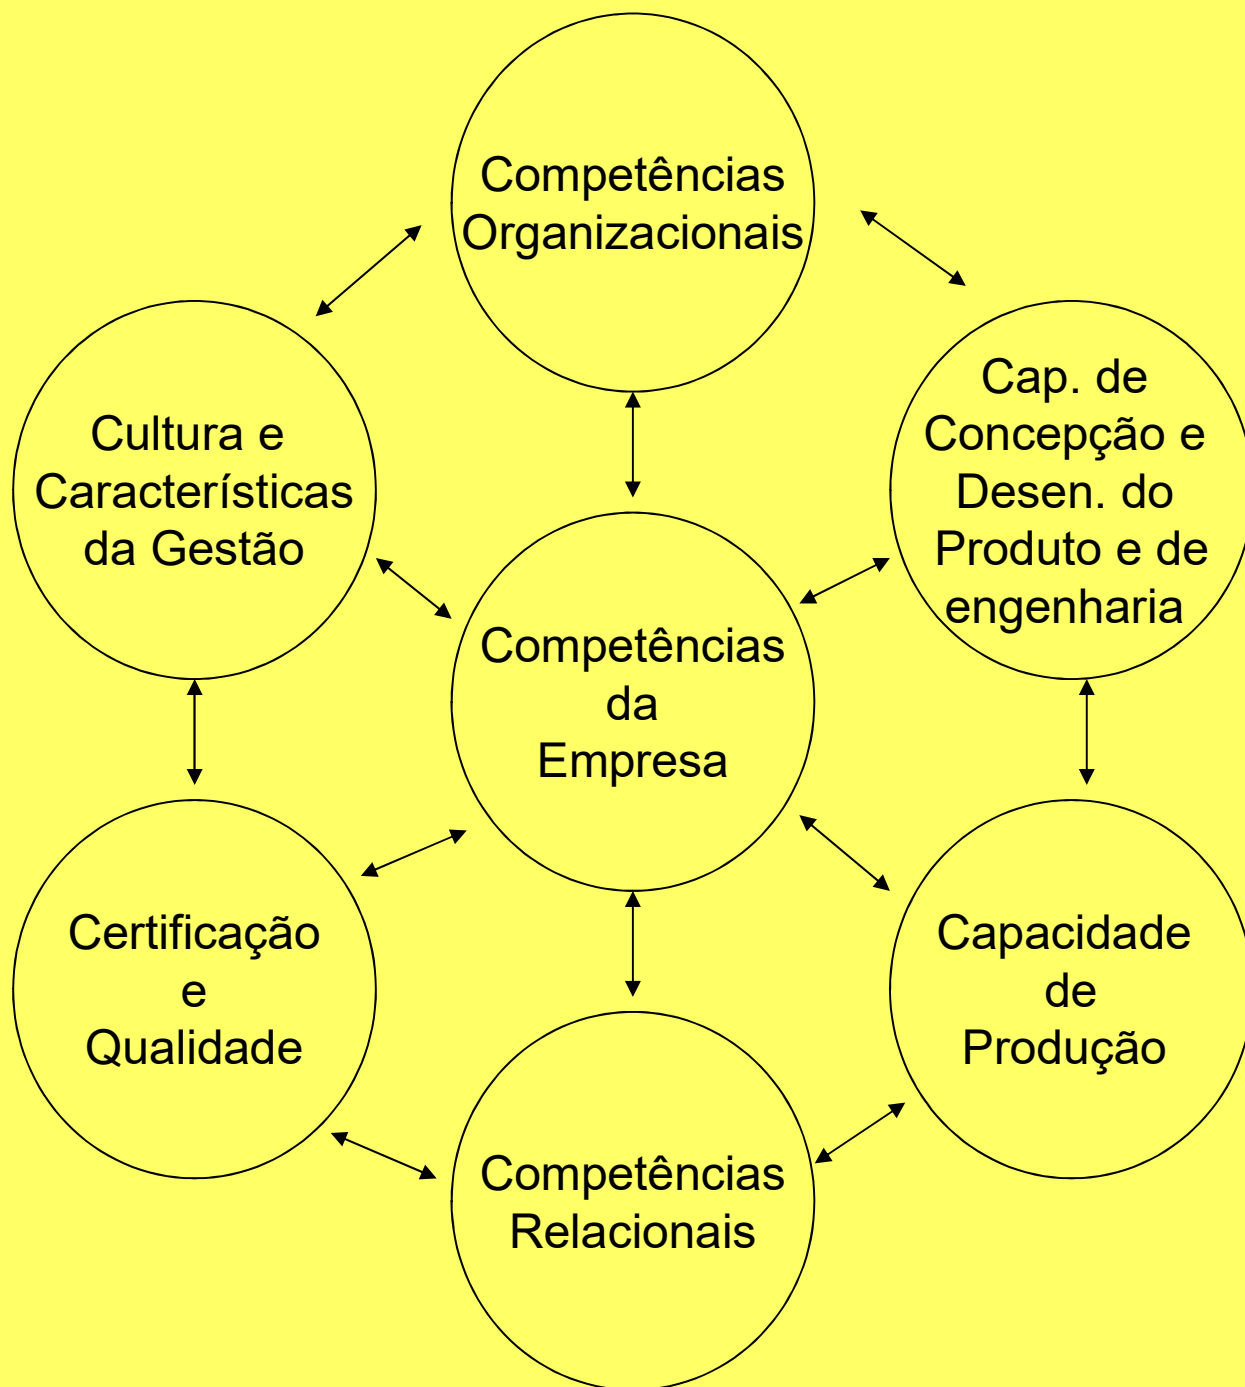 Competências
Organizacionais
Cultura e
Características
da Gestão
Cap. de
Concepção e
Desen. do
Produto e de
engenharia
Competências
da
Empresa
Certificação
e
Qualidade
Capacidade
de
Produção
Competências
Relacionais